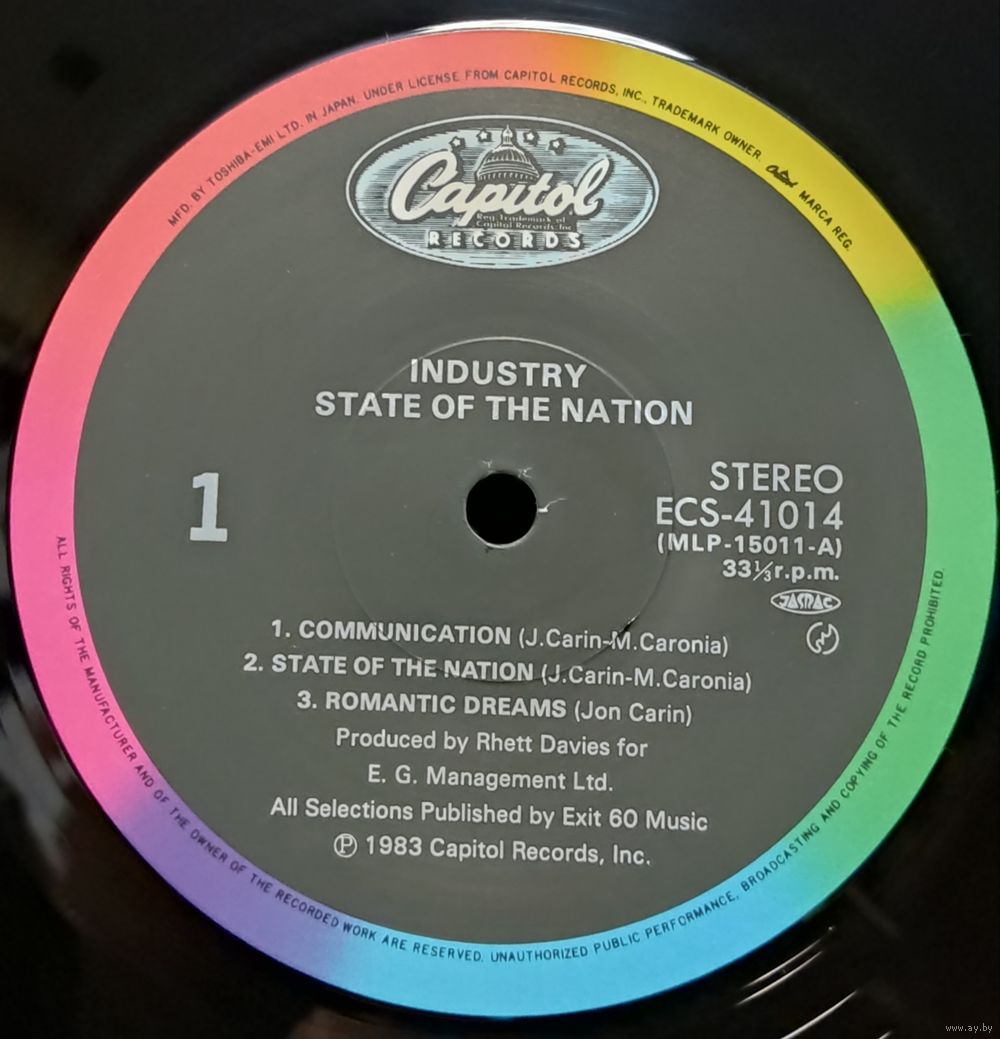 MFD. BY TOSHIBA-EMI LTD. IN JAPAN. UNDER LICENSE FROM CAPITOL RECORDS, INC., TRADEMARK OWNER. Capitol MARCA REG.
Capitol
Reg. Trademark of
Capitol Records, Inc
RECORDS
INDUSTRY
STATE OF THE NATION
1
STEREO
ECS-41014
(MLP-15011-A)
33⅓r.p.m.
JASRAC
1. COMMUNICATION (J.Carin-M.Caronia)
2. STATE OF THE NATION (J.Carin-M.Caronia)
3. ROMANTIC DREAMS (Jon Carin)
Produced by Rhett Davies for
E. G. Management Ltd.
All Selections Published by Exit 60 Music
℗ 1983 Capitol Records, Inc.
ALL RIGHTS OF THE MANUFACTURER AND OF THE OWNER OF THE RECORDED WORK ARE RESERVED. UNAUTHORIZED PUBLIC PERFORMANCE, BROADCASTING AND COPYING OF THE RECORD PROHIBITED.
www.ay.by